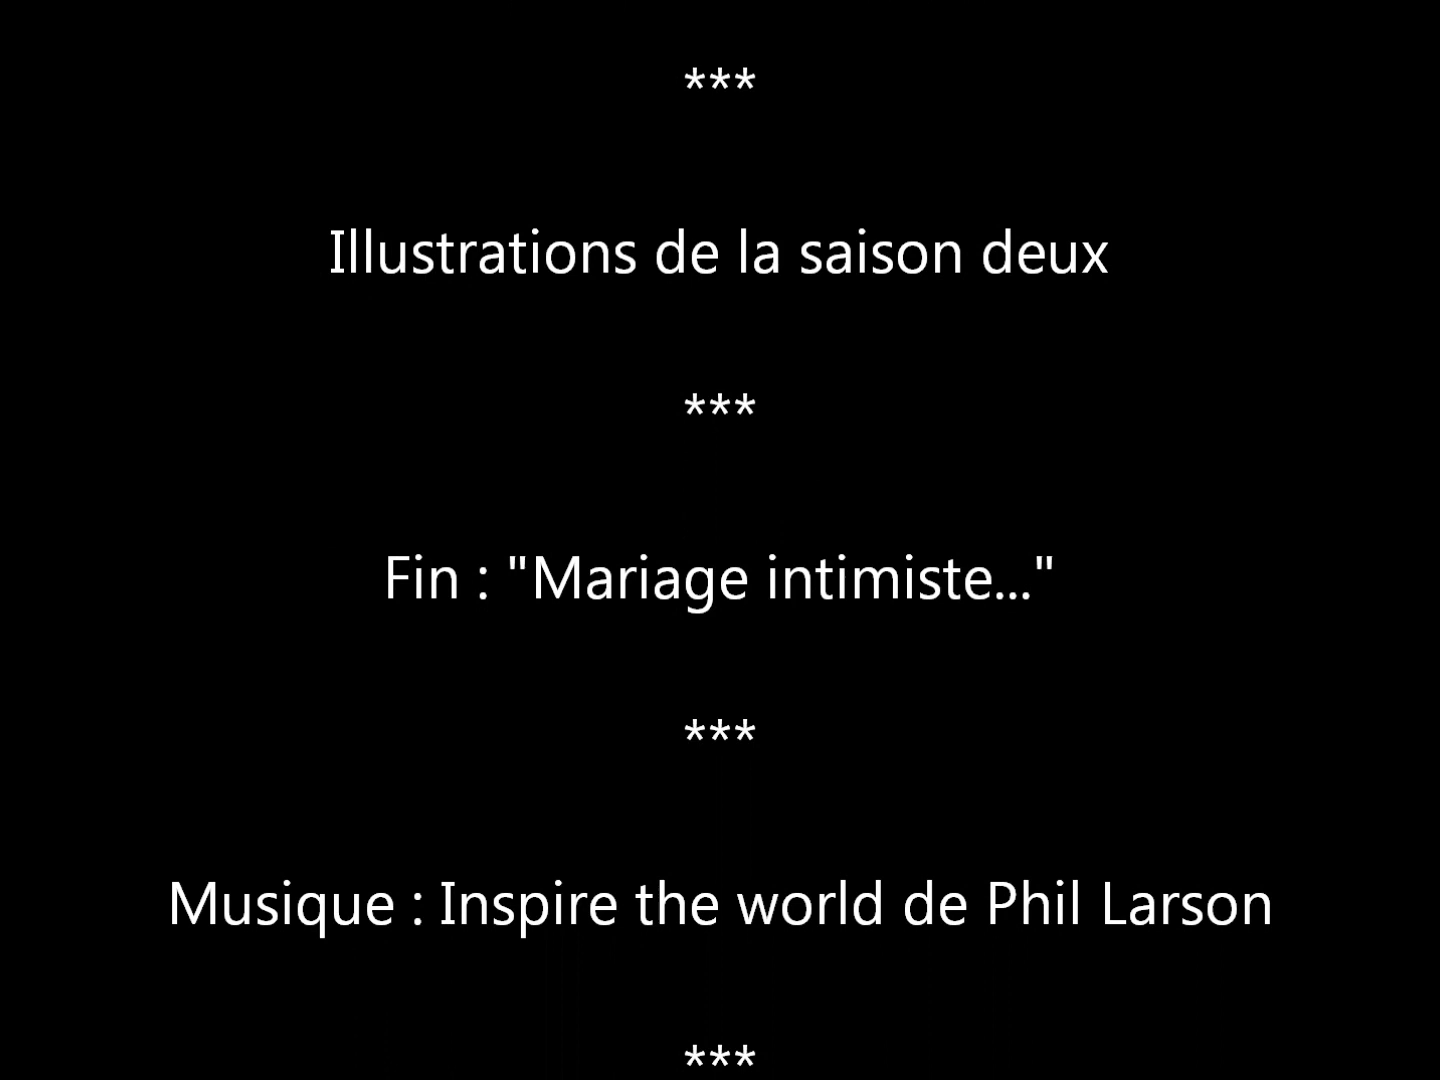 ***
Illustrations de la saison deux
***
Fin : "Mariage intimiste..."
***
Musique : Inspire the world de Phil Larson
***